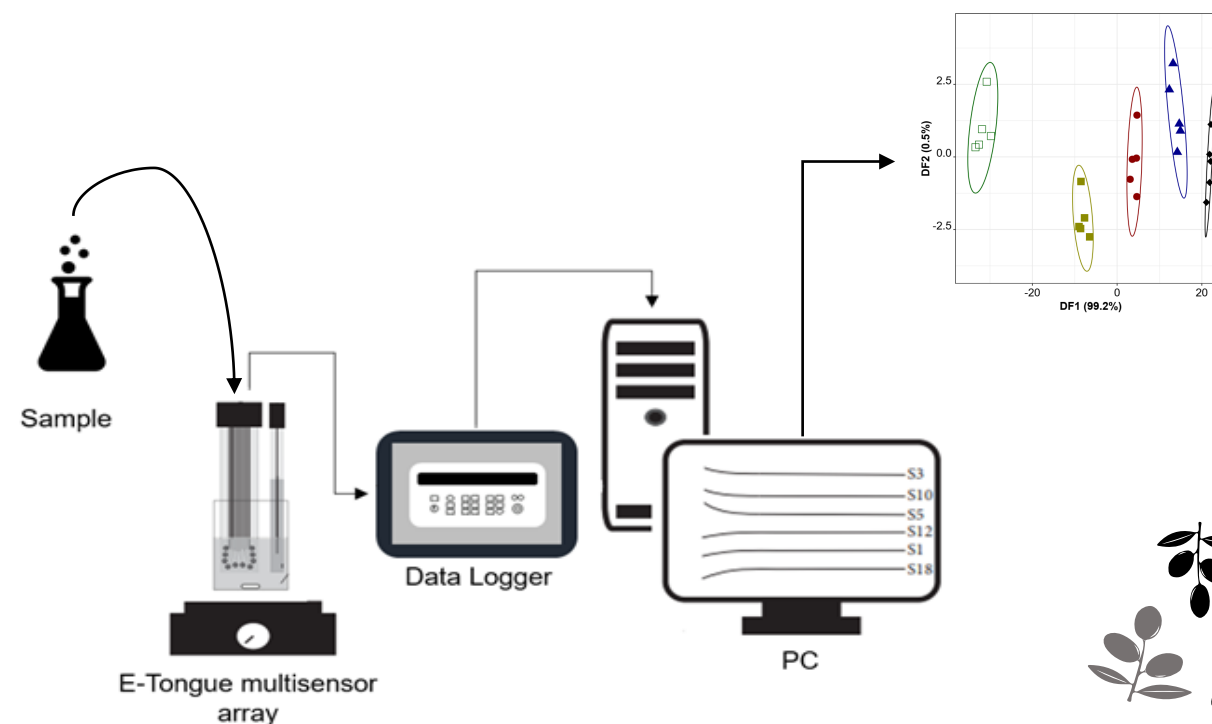 Sample
E-Tongue multisensor
array
Data Logger
S3
S10
S5
S12
S1
S18
PC
DF2 (0.5%)
2.5
0.0
-2.5
-20
0
20
DF1 (99.2%)